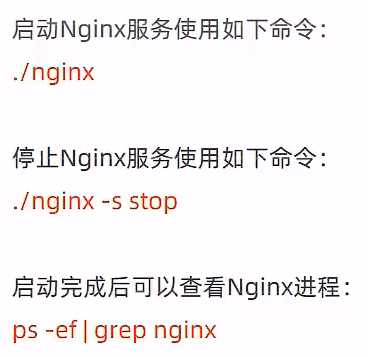 启动Nginx服务使用如下命令：
./nginx
停止Nginx服务使用如下命令：
./nginx -s stop
启动完成后可以查看Nginx进程：
ps -ef | grep nginx